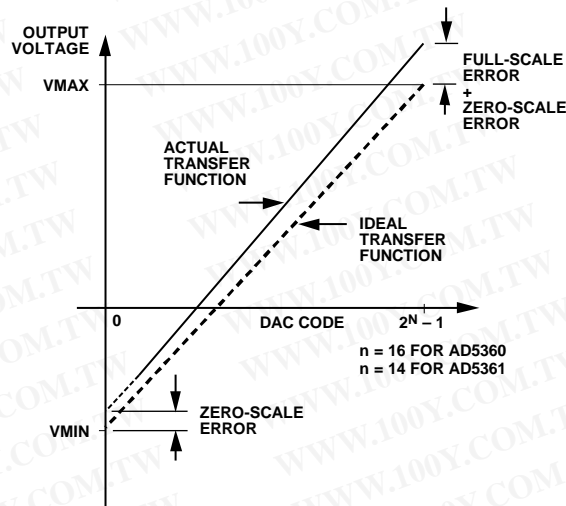 OUTPUT
VOLTAGE
VMAX
FULL-SCALE
ERROR
+
ZERO-SCALE
ERROR
ACTUAL
TRANSFER
FUNCTION
IDEAL
TRANSFER
FUNCTION
0
DAC CODE
2^N – 1
n = 16 FOR AD5360
n = 14 FOR AD5361
ZERO-SCALE
ERROR
VMIN
WWW.100Y.COM.TW